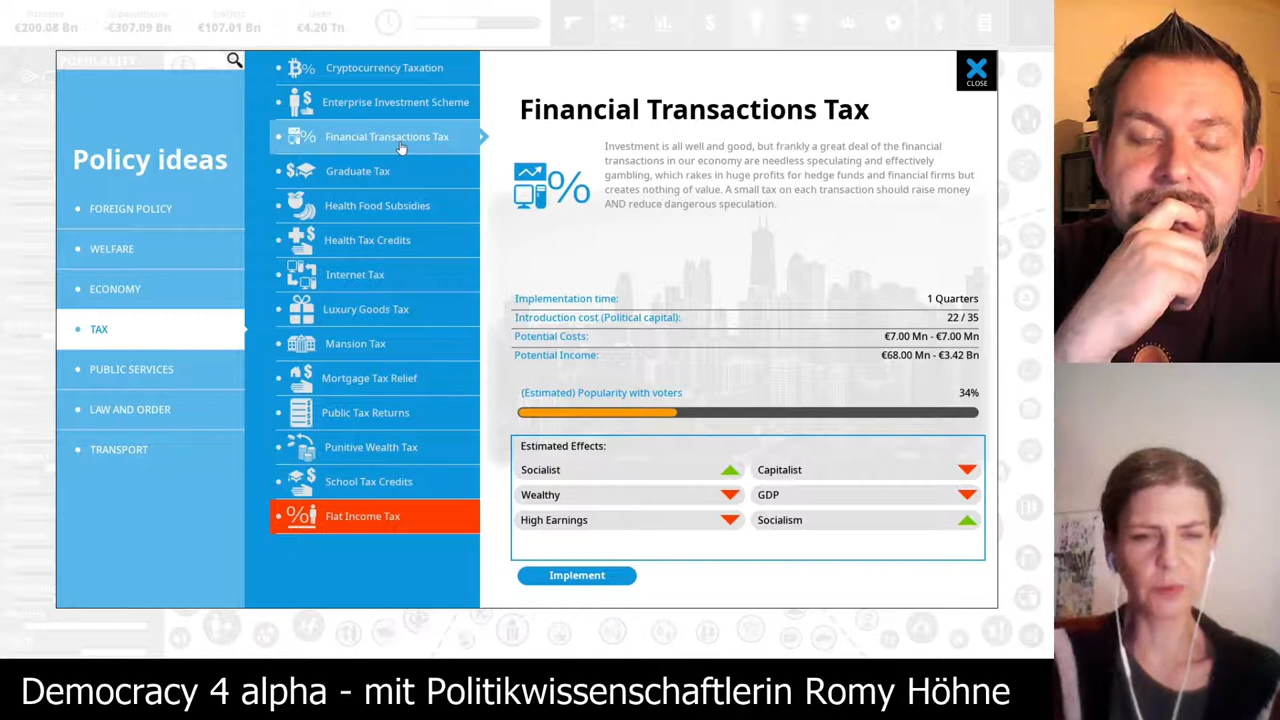 €200.08 Bn
-€307.09 Bn
€107.01 Bn
€4.20 Tn
Policy ideas
FOREIGN POLICY
WELFARE
ECONOMY
TAX
PUBLIC SERVICES
LAW AND ORDER
TRANSPORT
Cryptocurrency Taxation
Enterprise Investment Scheme
Financial Transactions Tax
Graduate Tax
Health Food Subsidies
Health Tax Credits
Internet Tax
Luxury Goods Tax
Mansion Tax
Mortgage Tax Relief
Public Tax Returns
Punitive Wealth Tax
School Tax Credits
Flat Income Tax
CLOSE
Financial Transactions Tax
Investment is all well and good, but frankly a great deal of the financial
transactions in our economy are needless speculating and effectively
gambling, which rakes in huge profits for hedge funds and financial firms but
creates nothing of value. A small tax on each transaction should raise money
AND reduce dangerous speculation.
Implementation time: 1 Quarters
Introduction cost (Political capital): 22 / 35
Potential Costs: €7.00 Mn - €7.00 Mn
Potential Income: €68.00 Mn - €3.42 Bn
(Estimated) Popularity with voters 34%
Estimated Effects:
Socialist Capitalist
Wealthy GDP
High Earnings Socialism
Implement
Democracy 4 alpha - mit Politikwissenschaftlerin Romy Höhne